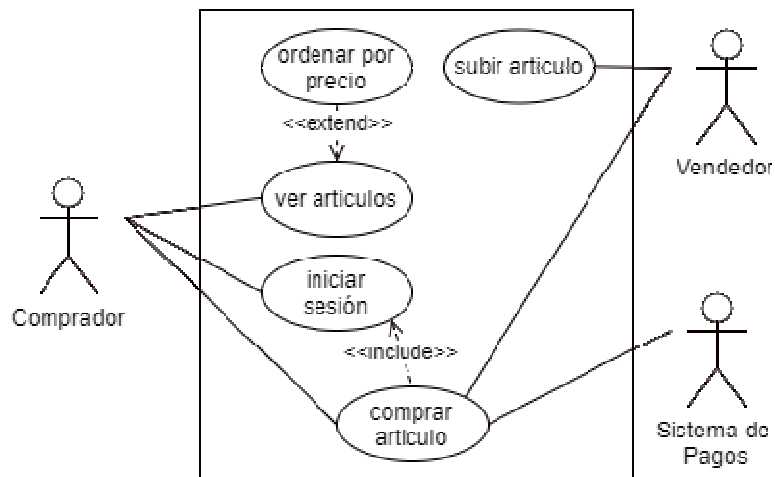 ordenar por
precio
subir articulo
<<extend>>
Vendedor
ver articulos
iniciar
sesión
Comprador
<<include>>
comprar
articulo
Sistema de
Pagos